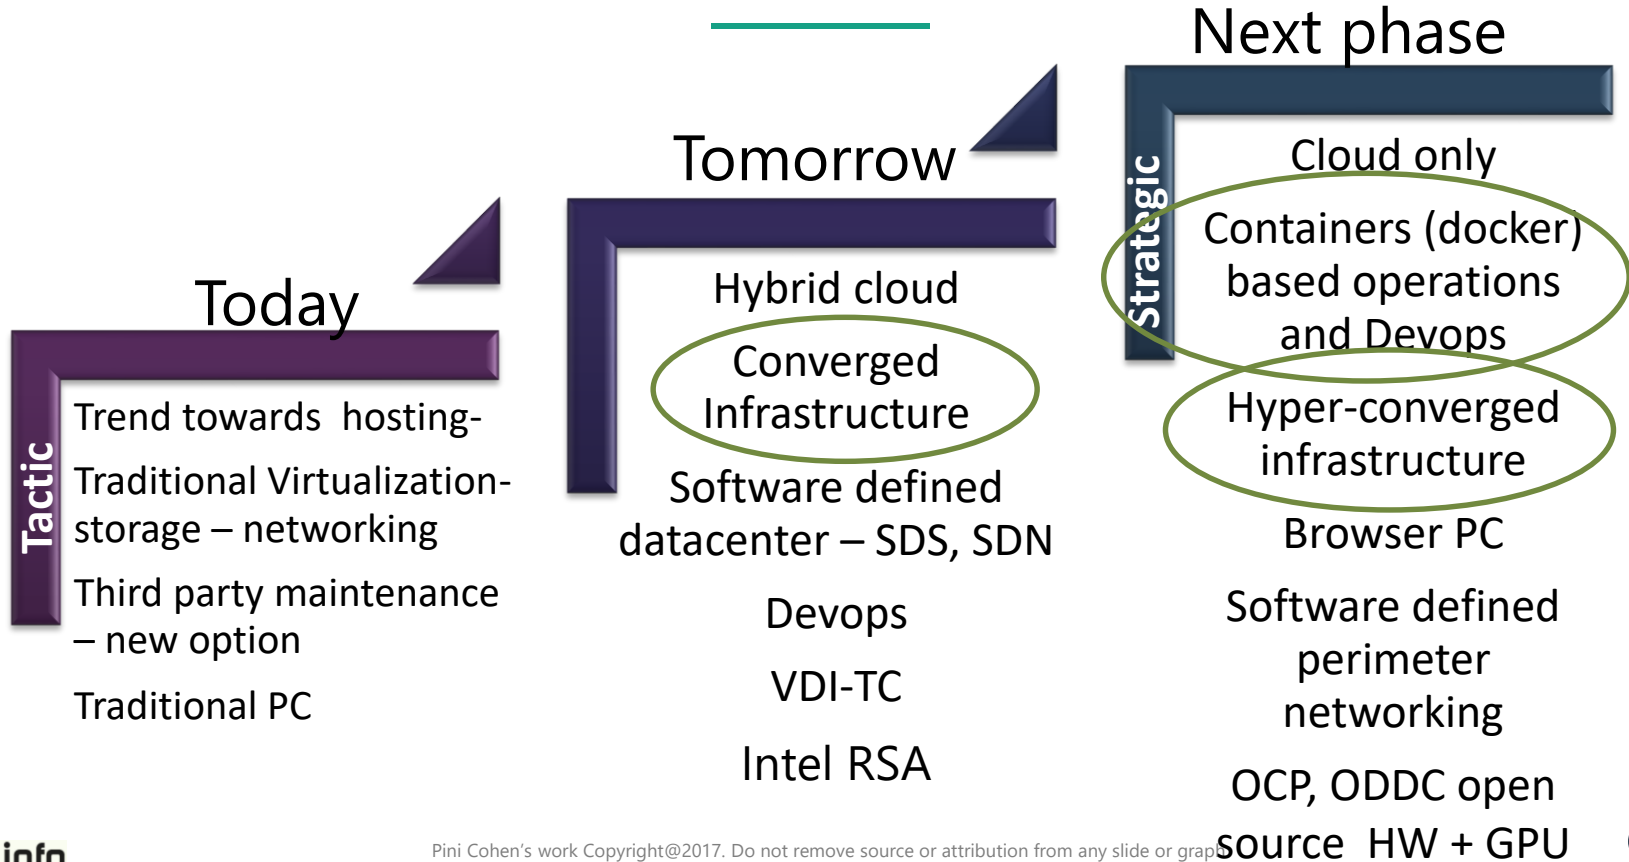 Today
Tactic
Trend towards  hosting-
Traditional Virtualization-
storage – networking
Third party maintenance
– new option
Traditional PC
Tomorrow
Hybrid cloud
Converged
Infrastructure
Software defined
datacenter – SDS, SDN
Devops
VDI-TC
Intel RSA
Next phase
Strategic
Cloud only
Containers (docker)
based operations
and Devops
Hyper-converged
infrastructure
Browser PC
Software defined
perimeter
networking
OCP, ODDC open
source  HW + GPU
Pini Cohen's work Copyright@2017. Do not remove source or attribution from any slide or graph